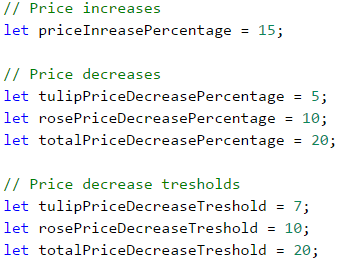 // Price increases
let priceInreasePercentage = 15;
// Price decreases
let tulipPriceDecreasePercentage = 5;
let rosePriceDecreasePercentage = 10;
let totalPriceDecreasePercentage = 20;
// Price decrease tresholds
let tulipPriceDecreaseTreshold = 7;
let rosePriceDecreaseTreshold = 10;
let totalPriceDecreaseTreshold = 20;